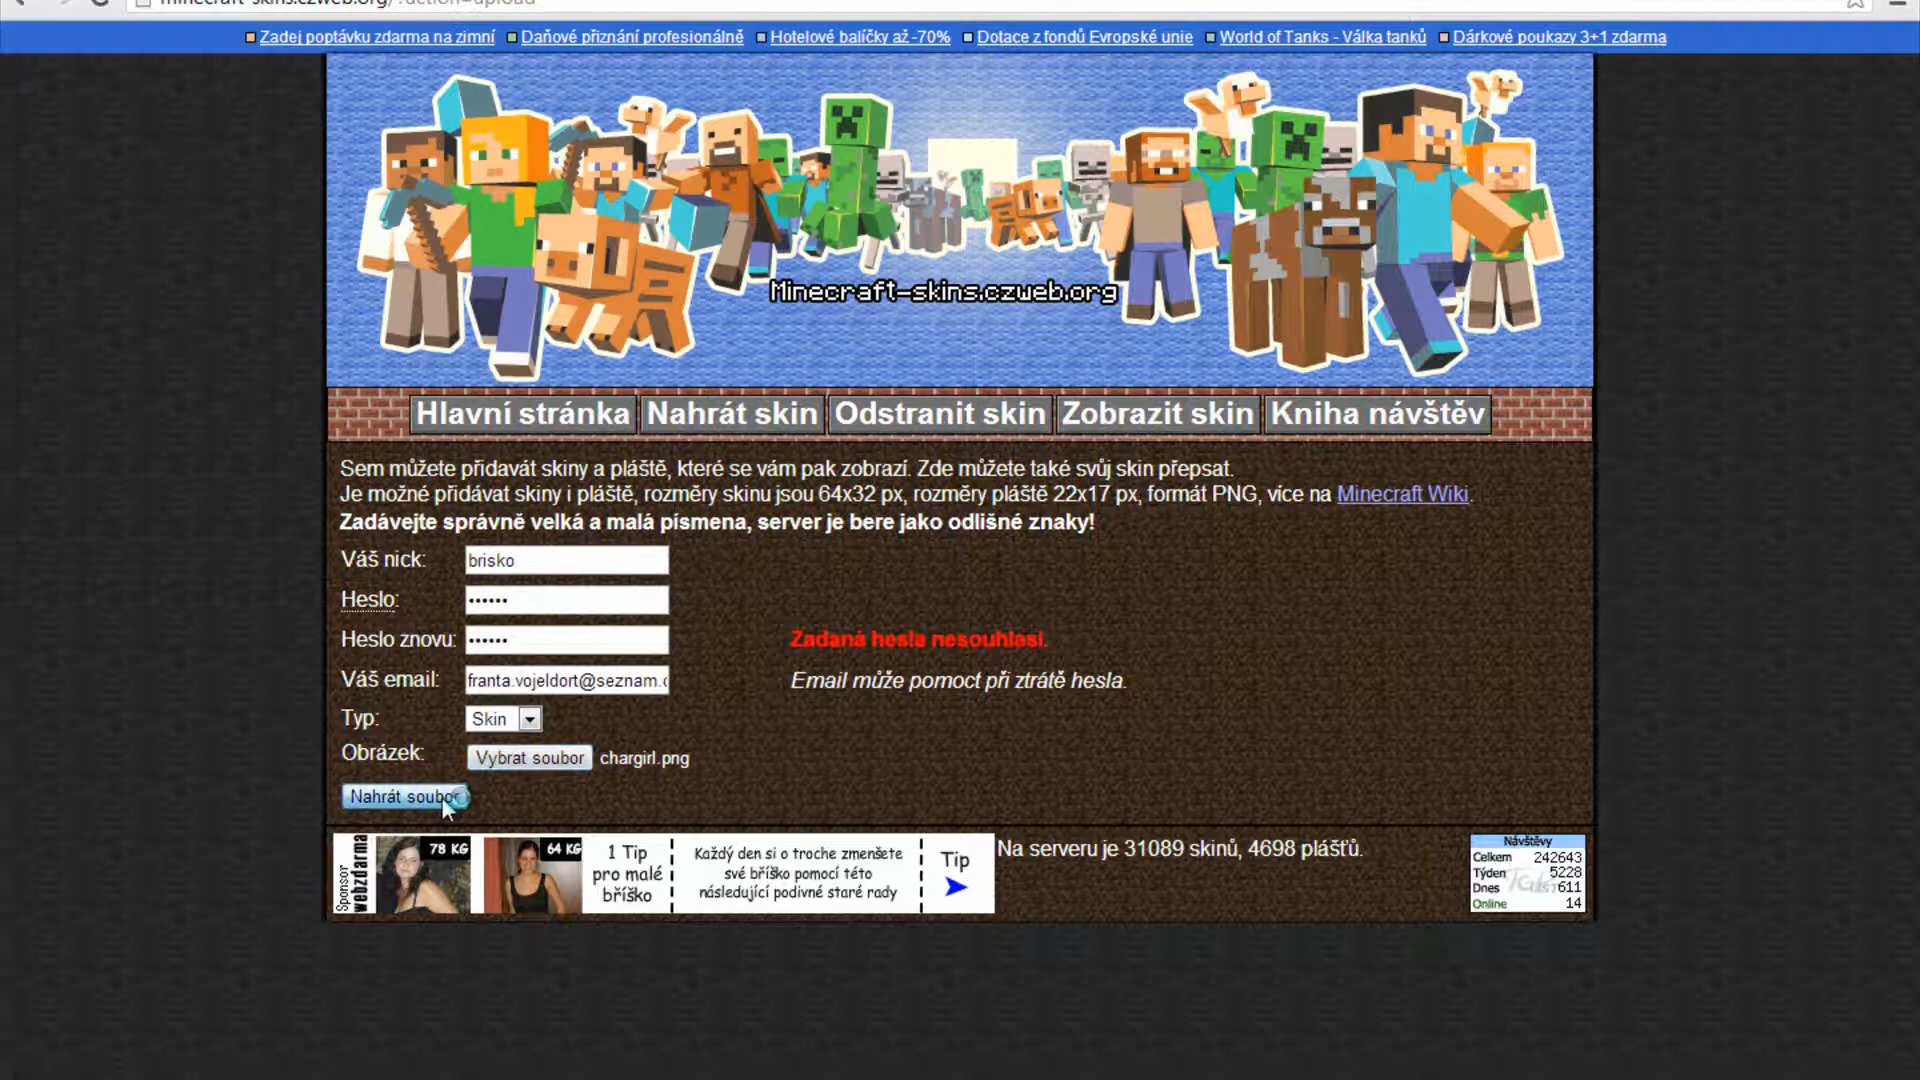 Zadej poptávku zdarma na zimní Daňové přiznání profesionálně Hotelové balíčky až -70% Dotace z fondů Evropské unie World of Tanks - Válka tanků Dárkové poukazy 3+1 zdarma
Minecraft-skins.czweb.org
Hlavní stránka Nahrát skin Odstranit skin Zobrazit skin Kniha návštěv
Sem můžete přidavát skiny a pláště, které se vám pak zobrazí. Zde můžete také svůj skin přepsat.
Je možné přidávat skiny i pláště, rozměry skinu jsou 64x32 px, rozměry pláště 22x17 px, formát PNG, více na Minecraft Wiki.
Zadávejte správně velká a malá písmena, server je bere jako odlišné znaky!
Váš nick: brisko
Heslo: ••••••
Heslo znovu: •••••• Zadaná hesla nesouhlasí.
Váš email: franta.vojeldort@seznam.c Email může pomoct při ztrátě hesla.
Typ: Skin
Obrázek: Vybrat soubor chargirl.png
Nahrát soubor
Sponsor
webzdarma
78 KG
64 KG
1 Tip
pro malé
bříško
Každý den si o troche zmenšete
své bříško pomocí této
následující podivné staré rady
Tip
Na serveru je 31089 skinů, 4698 plášťů.
Návštěvy
Celkem 242643
Týden 5228
Dnes 611
Online 14